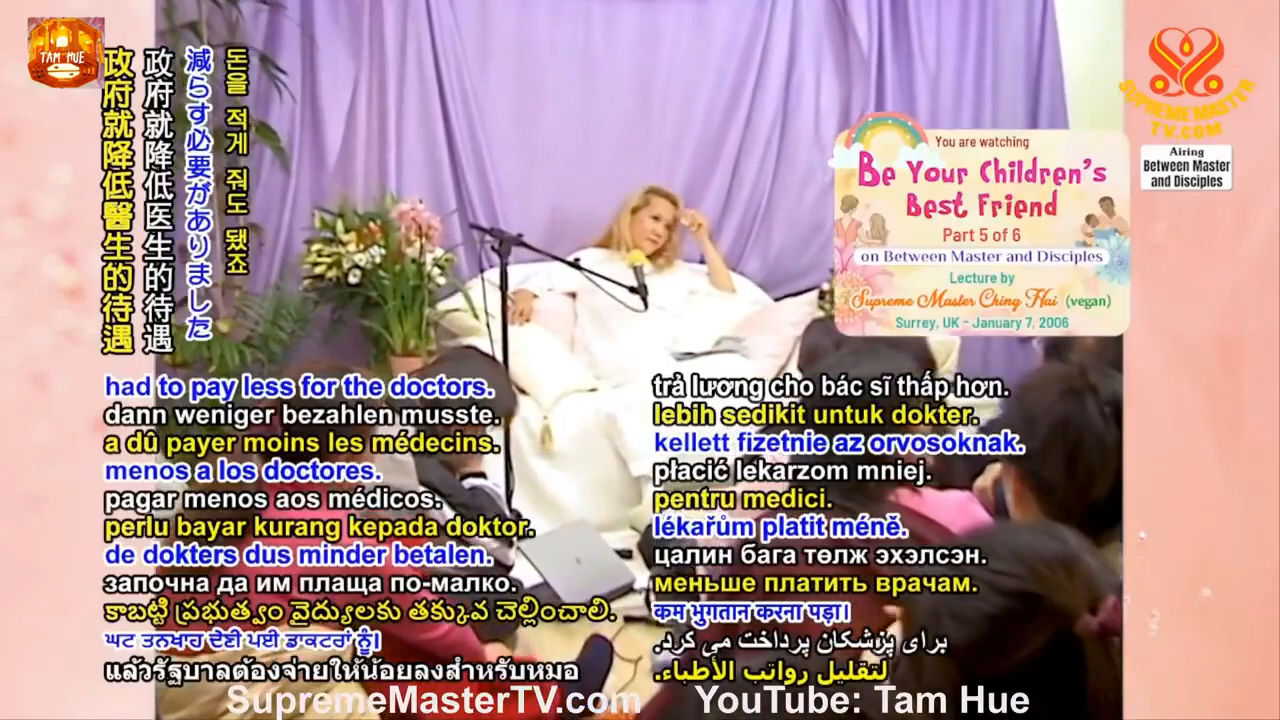 TAM HUE
政府就降低醫生的待遇
政府就降低医生的待遇
減らす必要がありました
돈을 적게 줘도 됐죠
SUPREME MASTER
TV.COM
Airing
Between Master
and Disciples
You are watching
Be Your Children's
Best Friend
Part 5 of 6
on Between Master and Disciples
Lecture by
Supreme Master Ching Hai (vegan)
Surrey, UK - January 7, 2006
had to pay less for the doctors.
dann weniger bezahlen musste.
a dû payer moins les médecins.
menos a los doctores.
pagar menos aos médicos.
perlu bayar kurang kepada doktor.
de dokters dus minder betalen.
започна да им плаща по-малко.
కాబట్టి ప్రభుత్వం వైద్యులకు తక్కువ చెల్లించాలి.
ਘਟ ਤਨਖਾਹ ਦੇਣੀ ਪਈ ਡਾਕਟਰਾਂ ਨੂੰ।
แล้วรัฐบาลต้องจ่ายให้น้อยลงสำหรับหมอ
trả lương cho bác sĩ thấp hơn.
lebih sedikit untuk dokter.
kellett fizetnie az orvosoknak.
płacić lekarzom mniej.
pentru medici.
lékařům platit méně.
цалин бага төлж эхэлсэн.
меньше платить врачам.
कम भुगतान करना पड़ा।
برای پزشکان پرداخت می کرد.
لتقليل رواتب الأطباء.
SupremeMasterTV.com
YouTube: Tam Hue